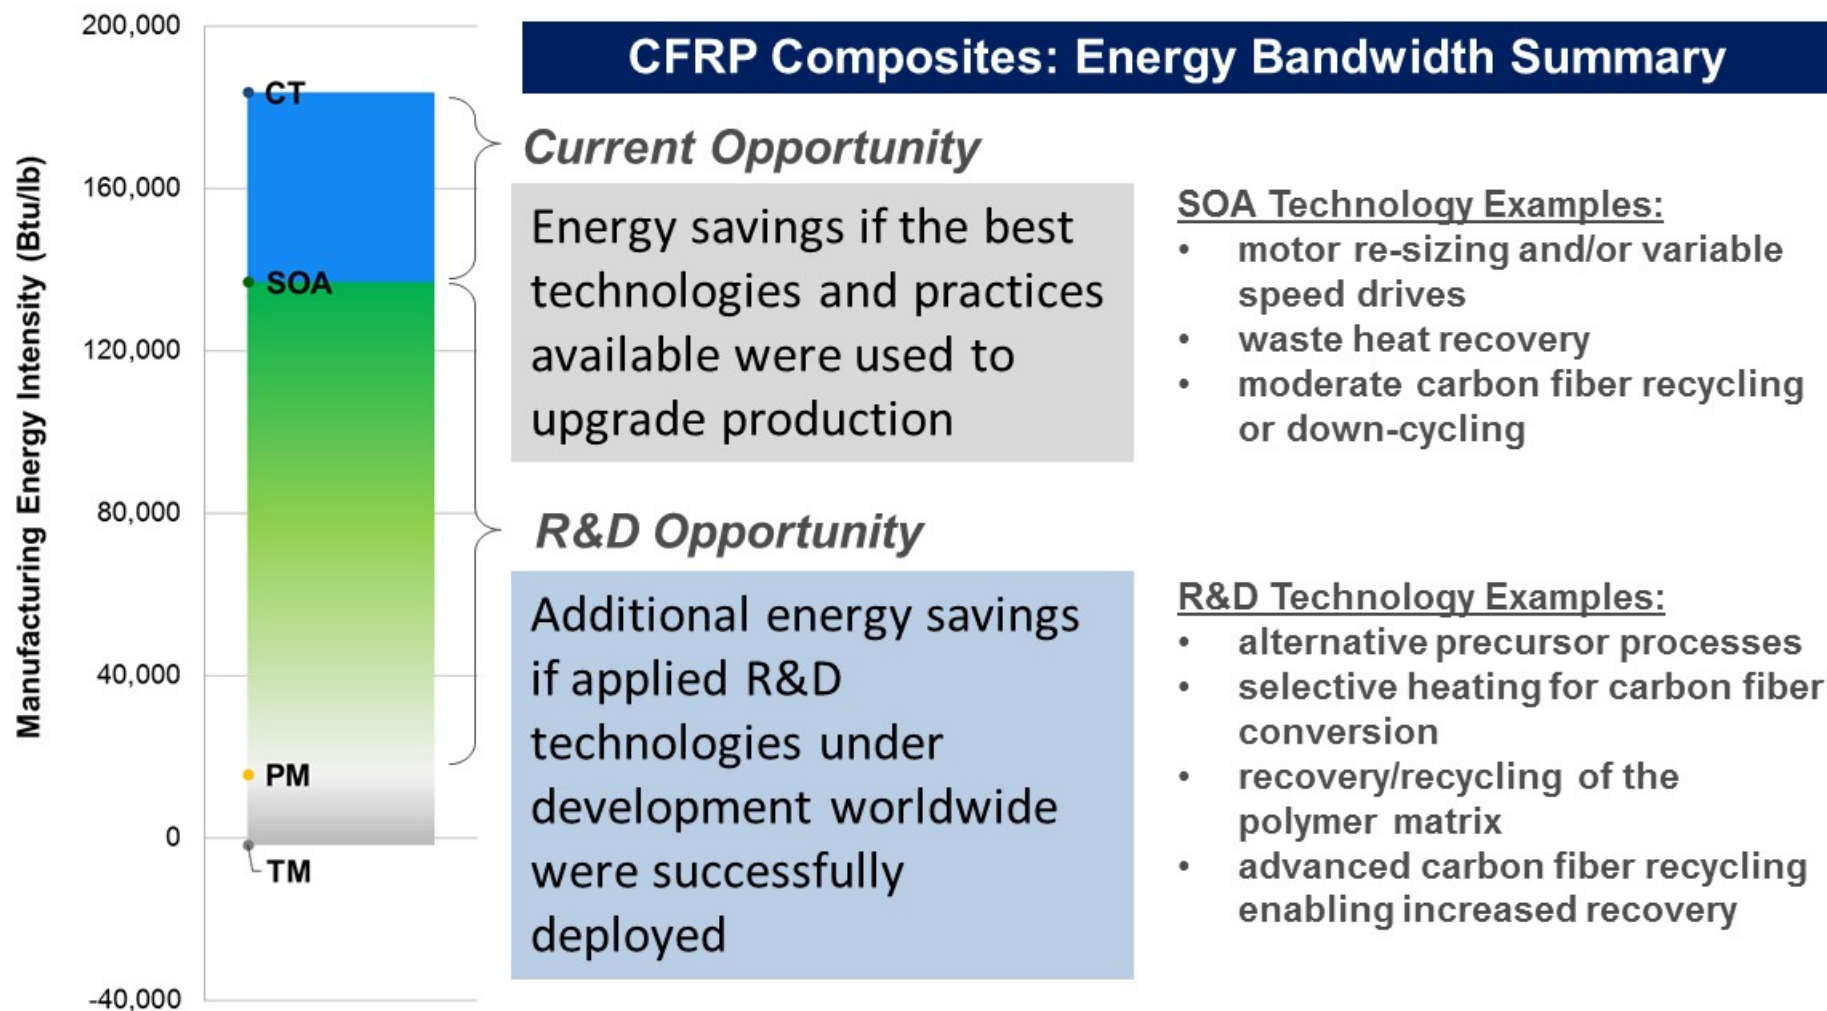 CFRP Composites: Energy Bandwidth Summary
Manufacturing Energy Intensity (Btu/lb)
200,000
160,000
120,000
80,000
40,000
0
-40,000
CT
SOA
PM
TM
Current Opportunity
Energy savings if the best
technologies and practices
available were used to
upgrade production
SOA Technology Examples:
• motor re-sizing and/or variable
speed drives
• waste heat recovery
• moderate carbon fiber recycling
or down-cycling
R&D Opportunity
Additional energy savings
if applied R&D
technologies under
development worldwide
were successfully
deployed
R&D Technology Examples:
• alternative precursor processes
• selective heating for carbon fiber
conversion
• recovery/recycling of the
polymer matrix
• advanced carbon fiber recycling
enabling increased recovery